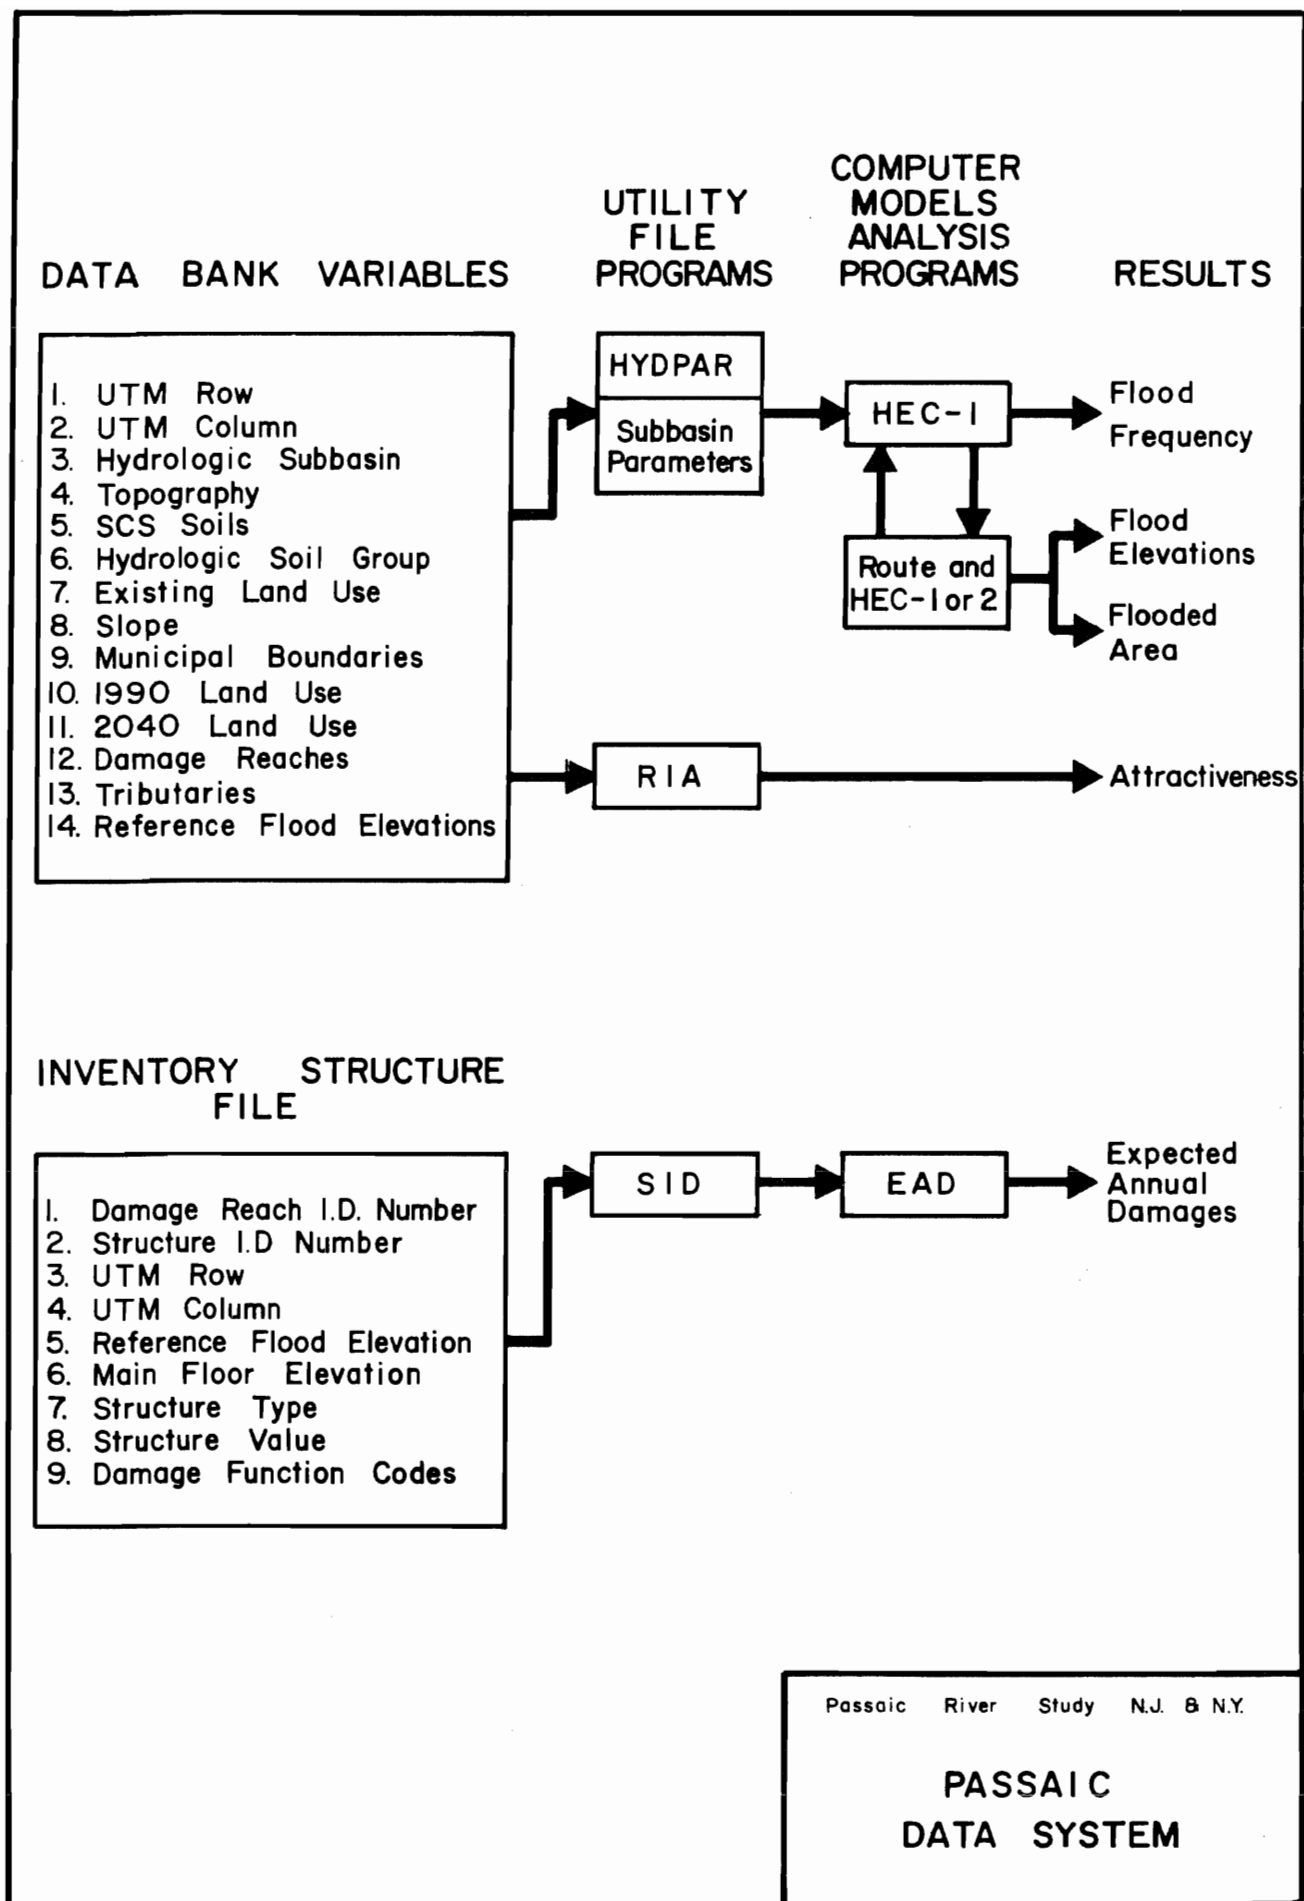 DATA BANK VARIABLES
UTILITY
FILE
PROGRAMS
COMPUTER
MODELS
ANALYSIS
PROGRAMS
RESULTS
1. UTM Row
2. UTM Column
3. Hydrologic Subbasin
4. Topography
5. SCS Soils
6. Hydrologic Soil Group
7. Existing Land Use
8. Slope
9. Municipal Boundaries
10. 1990 Land Use
11. 2040 Land Use
12. Damage Reaches
13. Tributaries
14. Reference Flood Elevations
HYDPAR
Subbasin
Parameters
HEC-1
Flood
Frequency
Route and
HEC-1 or 2
Flood
Elevations
Flooded
Area
RIA
Attractiveness
INVENTORY STRUCTURE
FILE
1. Damage Reach I.D. Number
2. Structure I.D Number
3. UTM Row
4. UTM Column
5. Reference Flood Elevation
6. Main Floor Elevation
7. Structure Type
8. Structure Value
9. Damage Function Codes
SID
EAD
Expected
Annual
Damages
Passaic River Study N.J. & N.Y.
PASSAIC
DATA SYSTEM